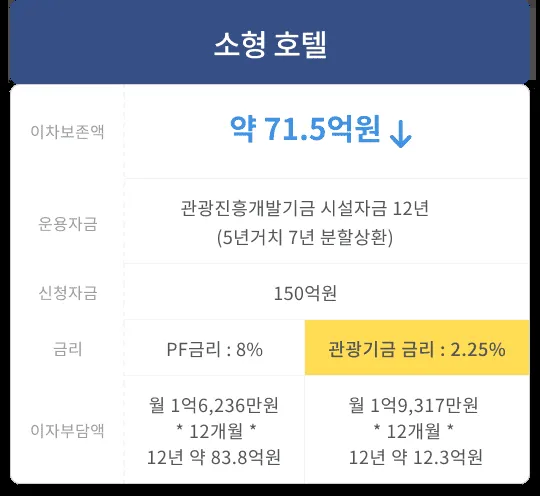 소형 호텔
이차보존액
약 71.5억원 ↓
운용자금
관광진흥개발기금 시설자금 12년
(5년거치 7년 분할상환)
신청자금
150억원
금리
PF금리 : 8%
관광기금 금리 : 2.25%
이자부담액
월 1억6,236만원
* 12개월 *
12년 약 83.8억원
월 1억9,317만원
* 12개월 *
12년 약 12.3억원